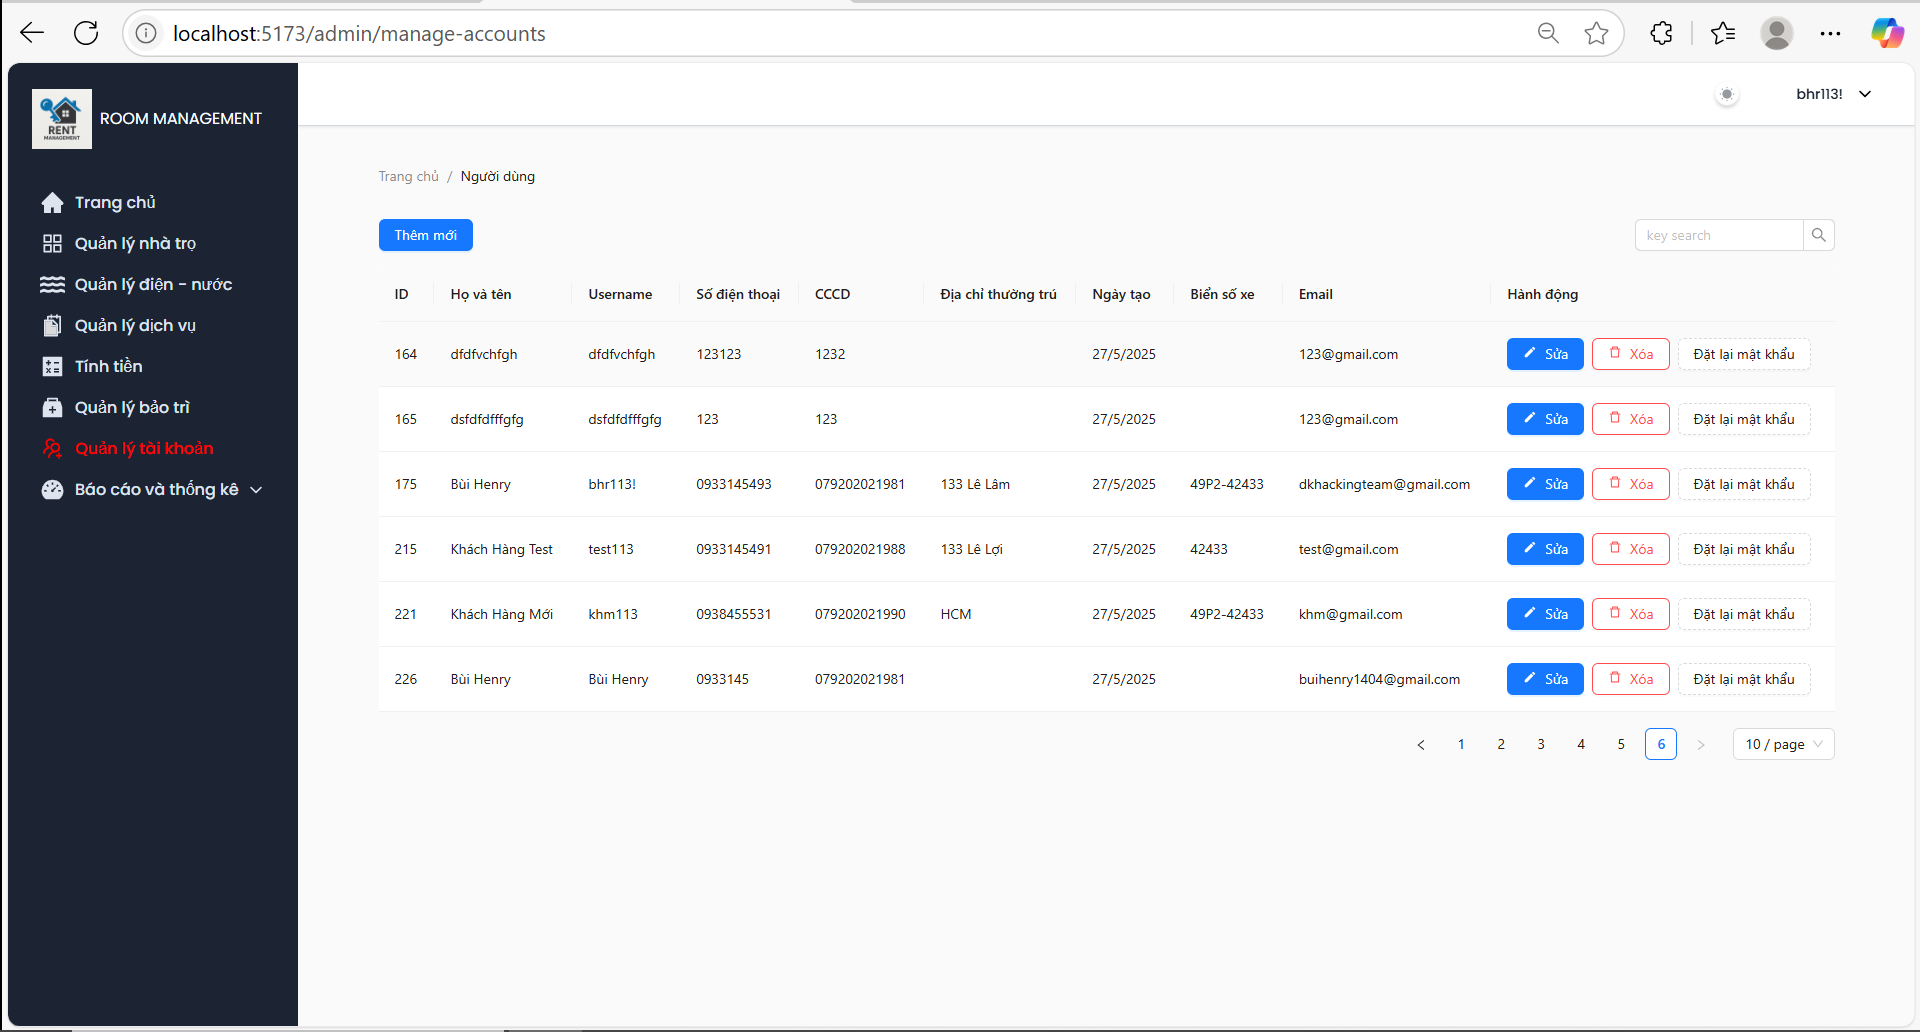 localhost:5173/admin/manage-accounts
RENT
MANAGEMENT
ROOM MANAGEMENT
bhr113!
Trang chủ
Quản lý nhà trọ
Quản lý điện - nước
Quản lý dịch vụ
Tính tiền
Quản lý bảo trì
Quản lý tài khoản
Báo cáo và thống kê
Trang chủ / Người dùng
Thêm mới
key search
ID Họ và tên Username Số điện thoại CCCD Địa chỉ thường trú Ngày tạo Biển số xe Email Hành động
164 dfdfvchfgh dfdfvchfgh 123123 1232 27/5/2025 123@gmail.com Sửa Xóa Đặt lại mật khẩu
165 dsfdfdfffgfg dsfdfdfffgfg 123 123 27/5/2025 123@gmail.com Sửa Xóa Đặt lại mật khẩu
175 Bùi Henry bhr113! 0933145493 079202021981 133 Lê Lâm 27/5/2025 49P2-42433 dkhackingteam@gmail.com Sửa Xóa Đặt lại mật khẩu
215 Khách Hàng Test test113 0933145491 079202021988 133 Lê Lợi 27/5/2025 42433 test@gmail.com Sửa Xóa Đặt lại mật khẩu
221 Khách Hàng Mới khm113 0938455531 079202021990 HCM 27/5/2025 49P2-42433 khm@gmail.com Sửa Xóa Đặt lại mật khẩu
226 Bùi Henry Bùi Henry 0933145 079202021981 27/5/2025 buihenry1404@gmail.com Sửa Xóa Đặt lại mật khẩu
< 1 2 3 4 5 6 > 10 / page